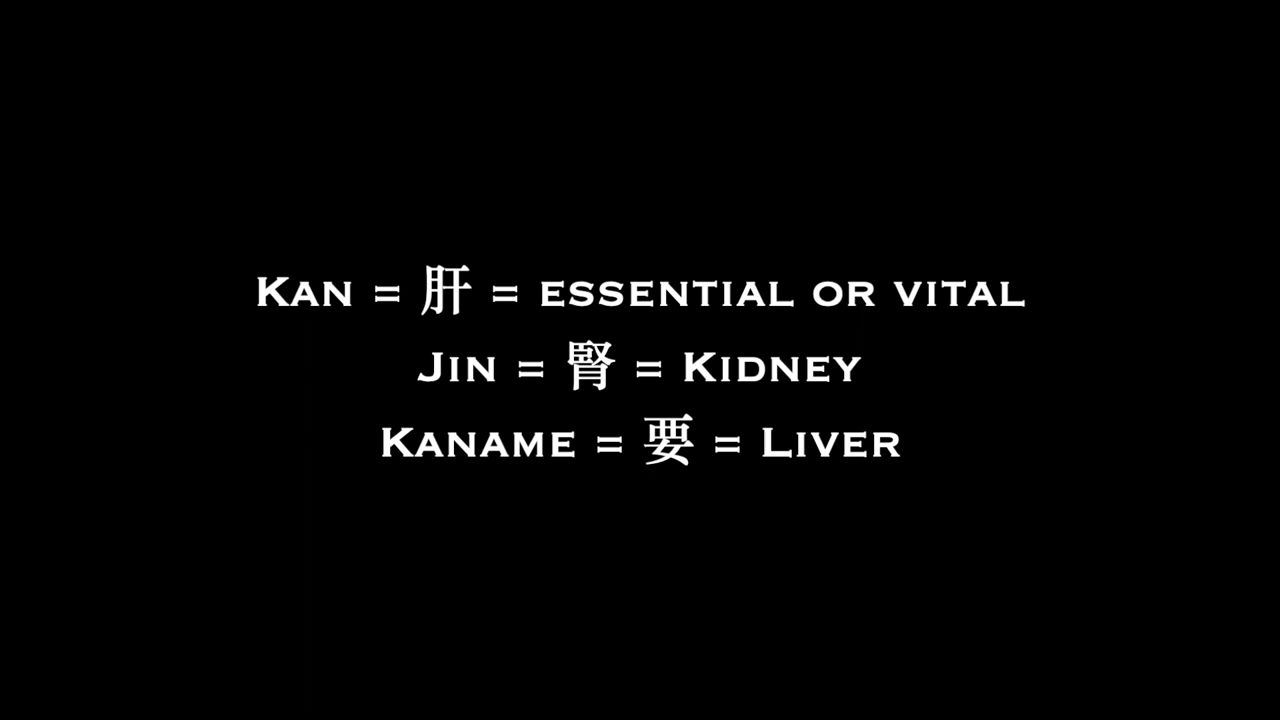 Kan = 肝 = essential or vital
Jin = 腎 = Kidney
Kaname = 要 = Liver